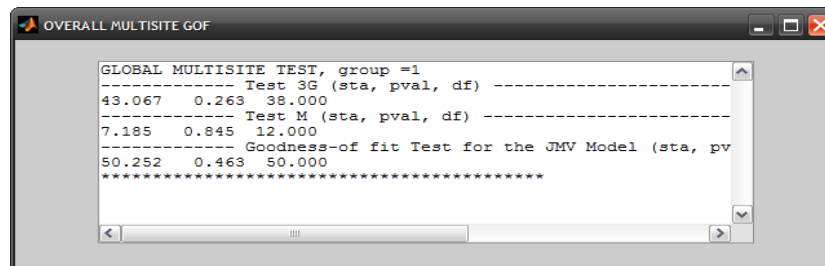 OVERALL MULTISITE GOF
GLOBAL MULTISITE TEST, group =1
------------- Test 3G (sta, pval, df) -----------------------
43.067   0.263  38.000
------------- Test M (sta, pval, df) ------------------------
7.185   0.845  12.000
------------- Goodness-of fit Test for the JMV Model (sta, pv
50.252   0.463  50.000
*******************************************